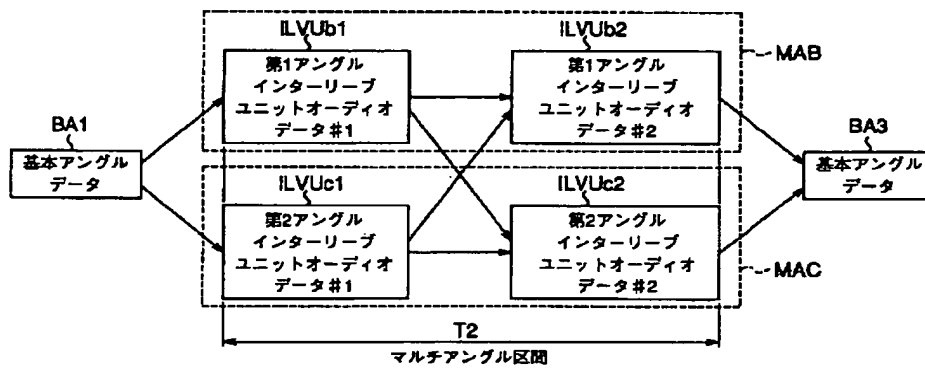 ILVUb1
第1アングル
インターリーブ
ユニットオーディオ
データ#1
ILVUb2
第1アングル
インターリーブ
ユニットオーディオ
データ#2
MAB
BA1
基本アングル
データ
BA3
基本アングル
データ
ILVUc1
第2アングル
インターリーブ
ユニットオーディオ
データ#1
ILVUc2
第2アングル
インターリーブ
ユニットオーディオ
データ#2
MAC
T2
マルチアングル区間